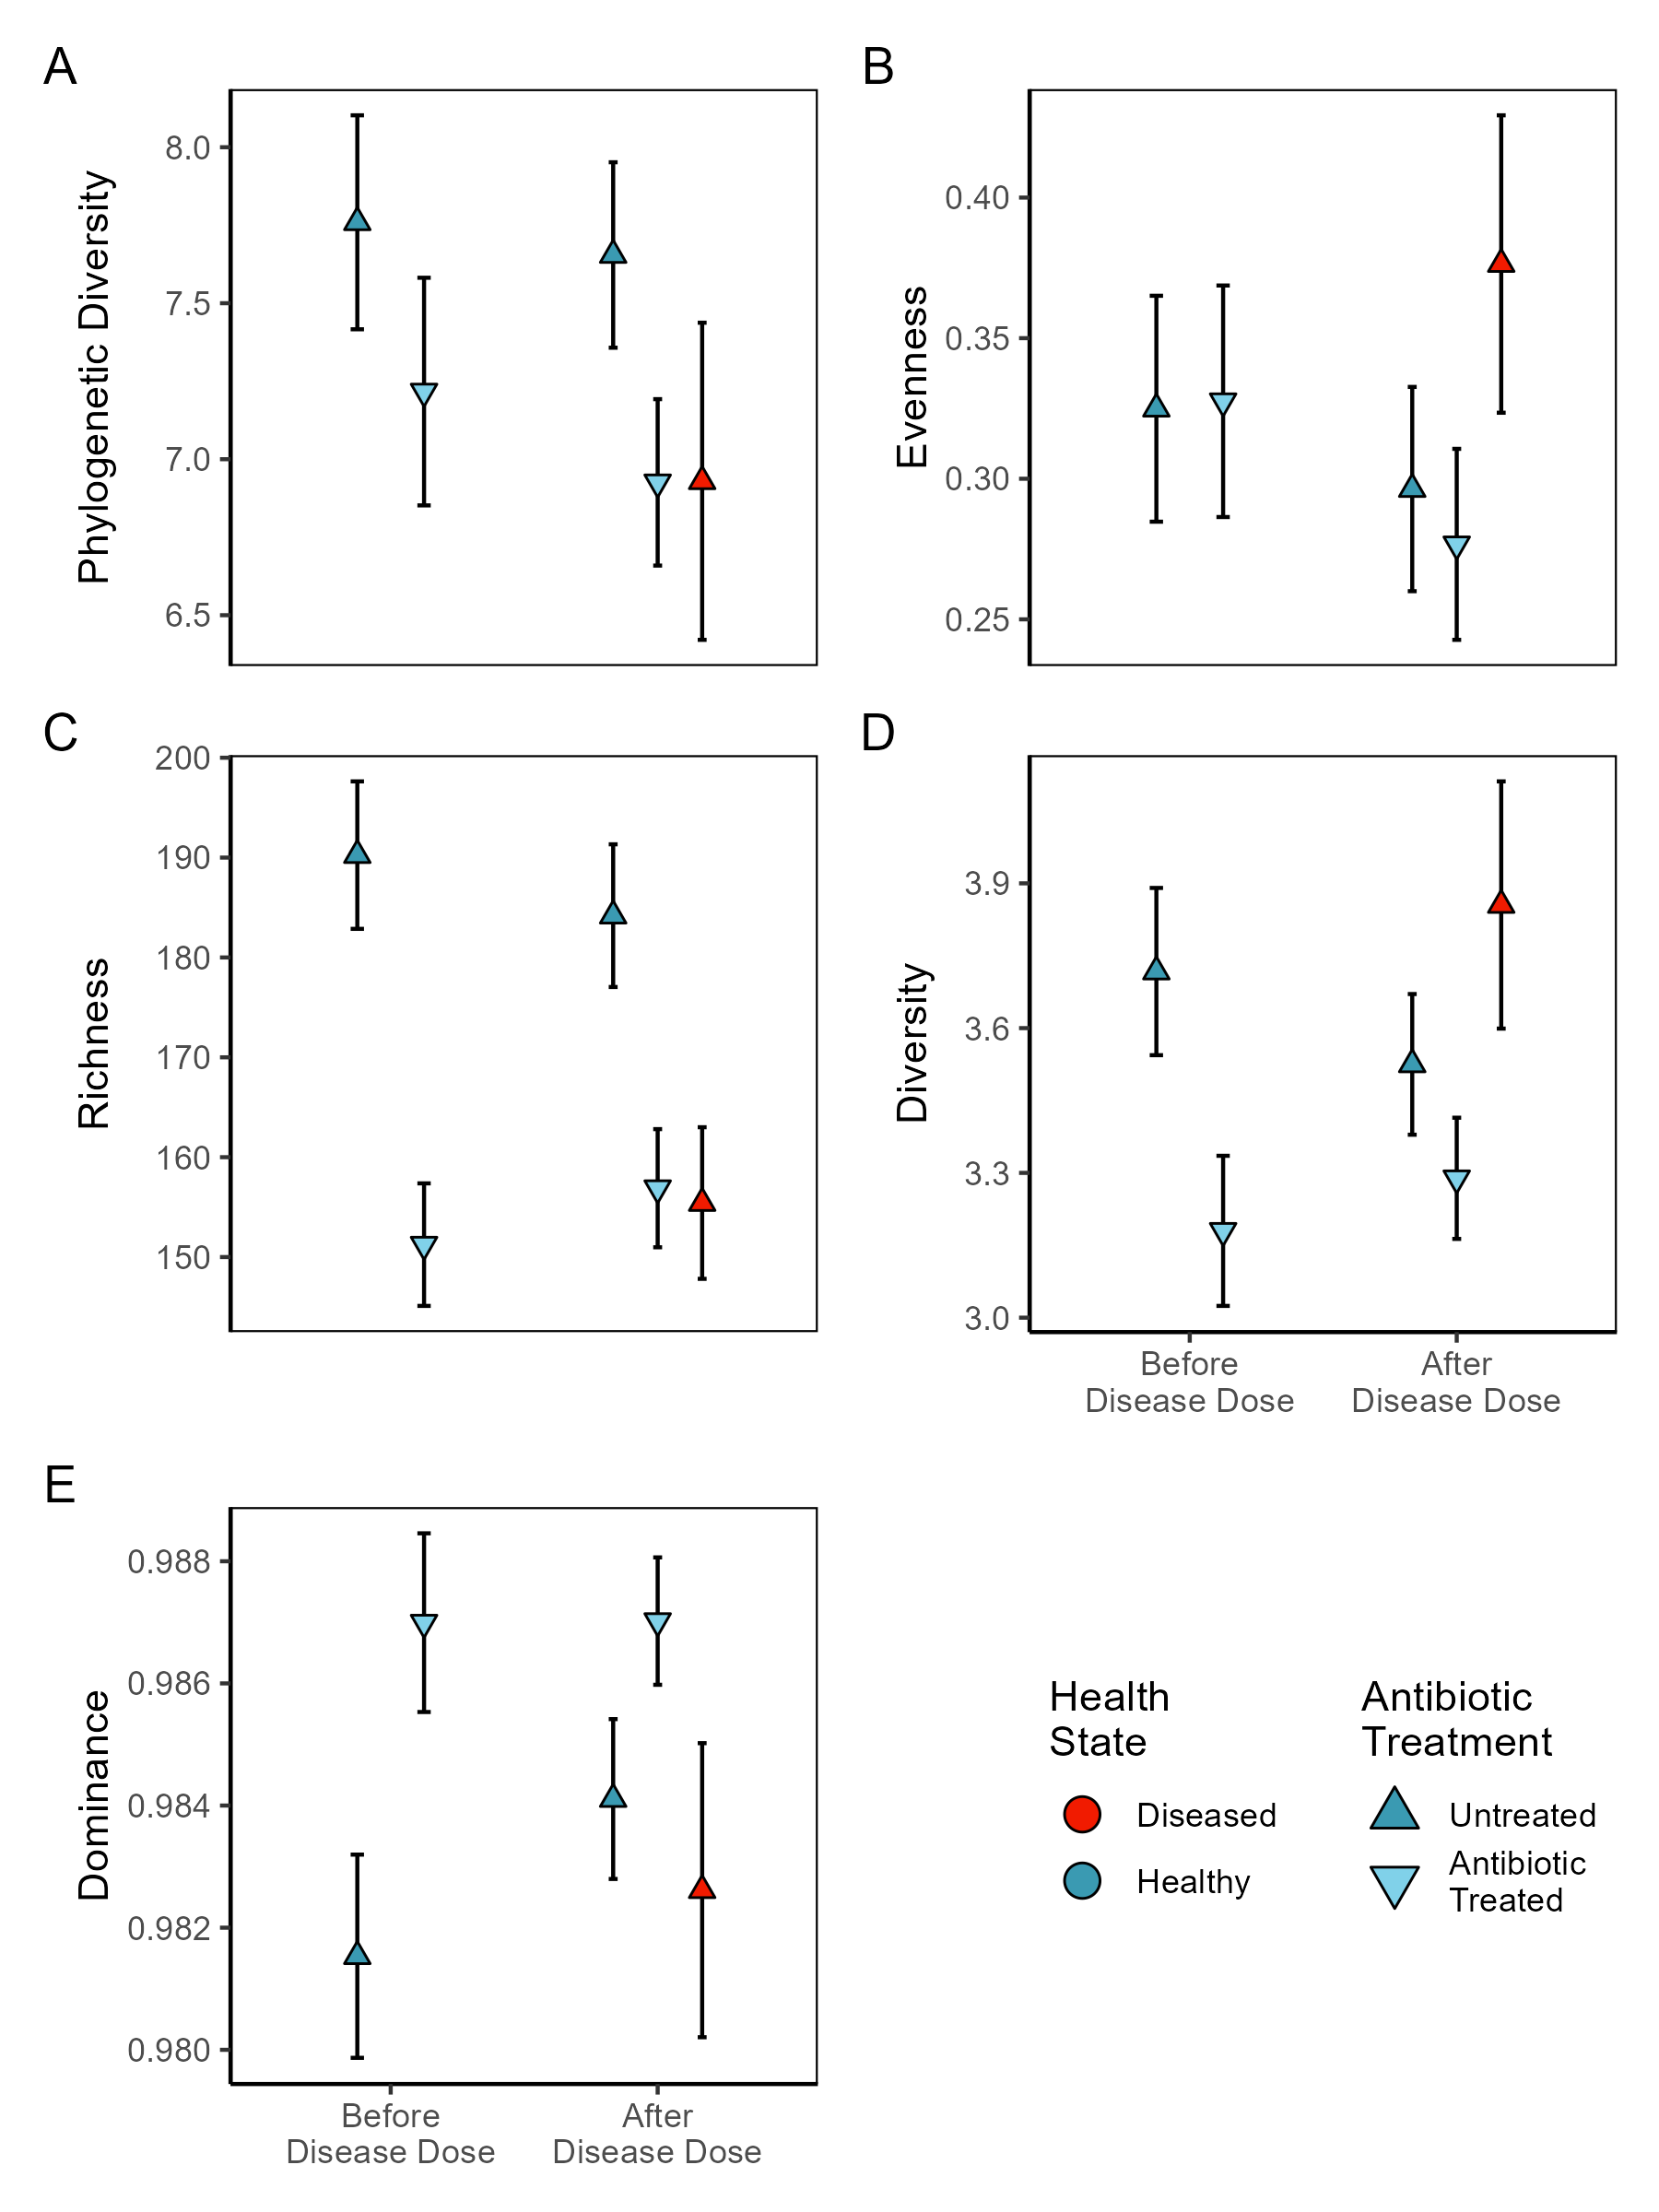 A
Phylogenetic Diversity
8.0
7.5
7.0
6.5
B
Evenness
0.40
0.35
0.30
0.25
C
Richness
200
190
180
170
160
150
D
Diversity
3.9
3.6
3.3
3.0
Before
Disease Dose
After
Disease Dose
E
Dominance
0.988
0.986
0.984
0.982
0.980
Before
Disease Dose
After
Disease Dose
Health
State
Diseased
Healthy
Antibiotic
Treatment
Untreated
Antibiotic
Treated